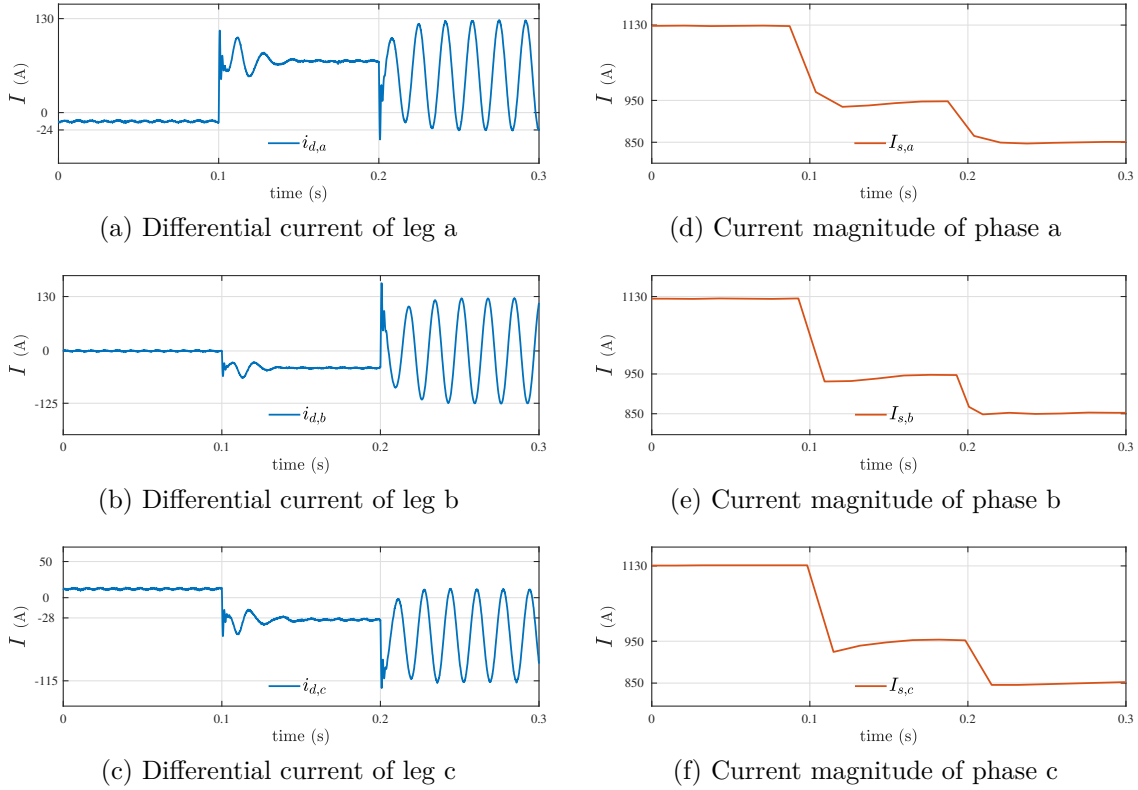 130
0
-24
I (A)
i_{d,a}
0 0.1 0.2 0.3
time (s)
(a) Differential current of leg a
1130
950
850
I (A)
I_{s,a}
0 0.1 0.2 0.3
time (s)
(d) Current magnitude of phase a
130
0
-125
I (A)
i_{d,b}
0 0.1 0.2 0.3
time (s)
(b) Differential current of leg b
1130
950
850
I (A)
I_{s,b}
0 0.1 0.2 0.3
time (s)
(e) Current magnitude of phase b
50
0
-28
-115
I (A)
i_{d,c}
0 0.1 0.2 0.3
time (s)
(c) Differential current of leg c
1130
950
850
I (A)
I_{s,c}
0 0.1 0.2 0.3
time (s)
(f) Current magnitude of phase c